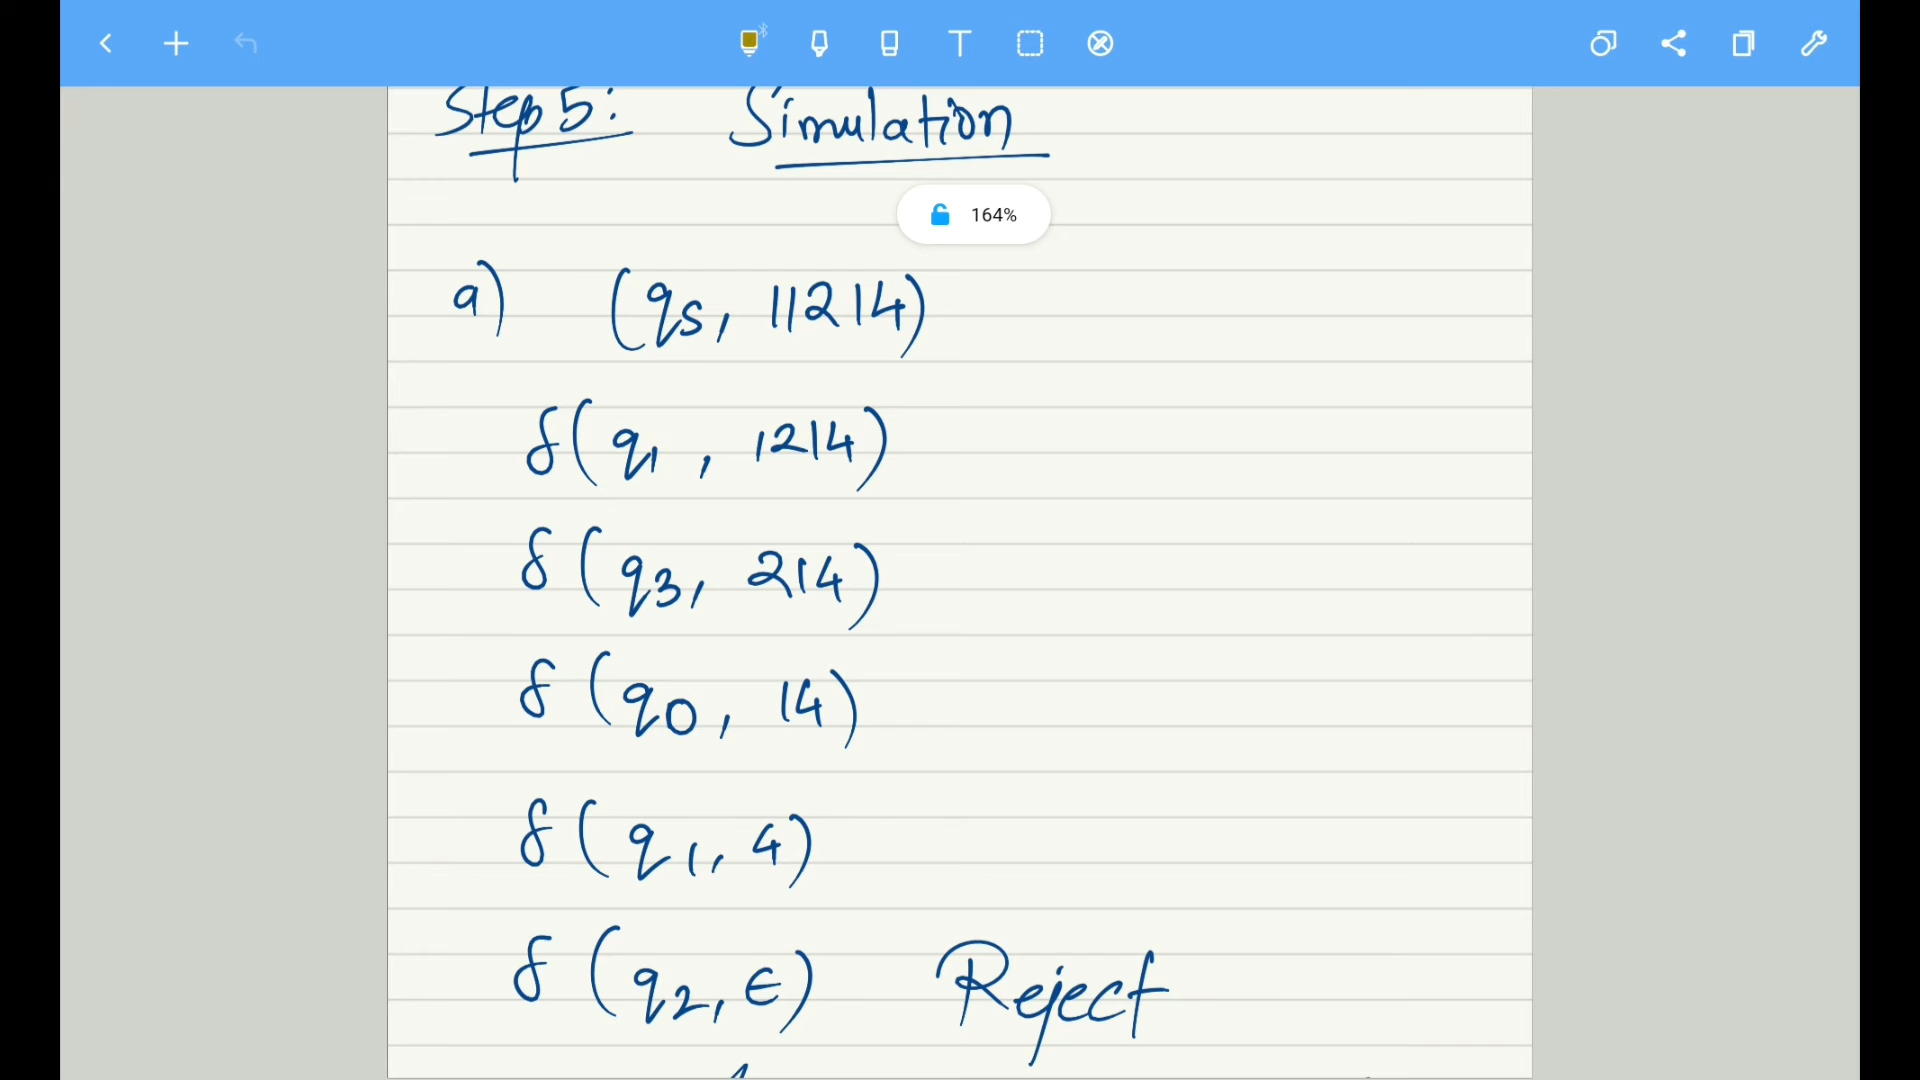 Step 5: Simulation
164%
a) (qs, 11214)
δ(q1, 1214)
δ(q3, 214)
δ(q0, 14)
δ(q1, 4)
δ(q2, ϵ) Reject